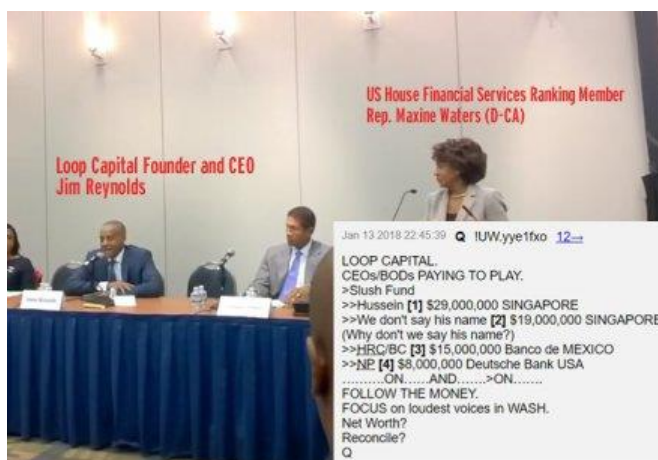 US House Financial Services Ranking Member
Rep. Maxine Waters (D-CA)
Loop Capital Founder and CEO
Jim Reynolds
Jan 13 2018 22:45:39 Q !UW.yye1fxo 12→
LOOP CAPITAL.
CEOs/BODs PAYING TO PLAY.
>Slush Fund
>>Hussein [1] $29,000,000 SINGAPORE
>>We don't say his name [2] $19,000,000 SINGAPORE
(Why don't we say his name?)
>>HRC/BC [3] $15,000,000 Banco de MEXICO
>>NP [4] $8,000,000 Deutsche Bank USA
..........ON......AND.......>ON.......
FOLLOW THE MONEY.
FOCUS on loudest voices in WASH.
Net Worth?
Reconcile?
Q